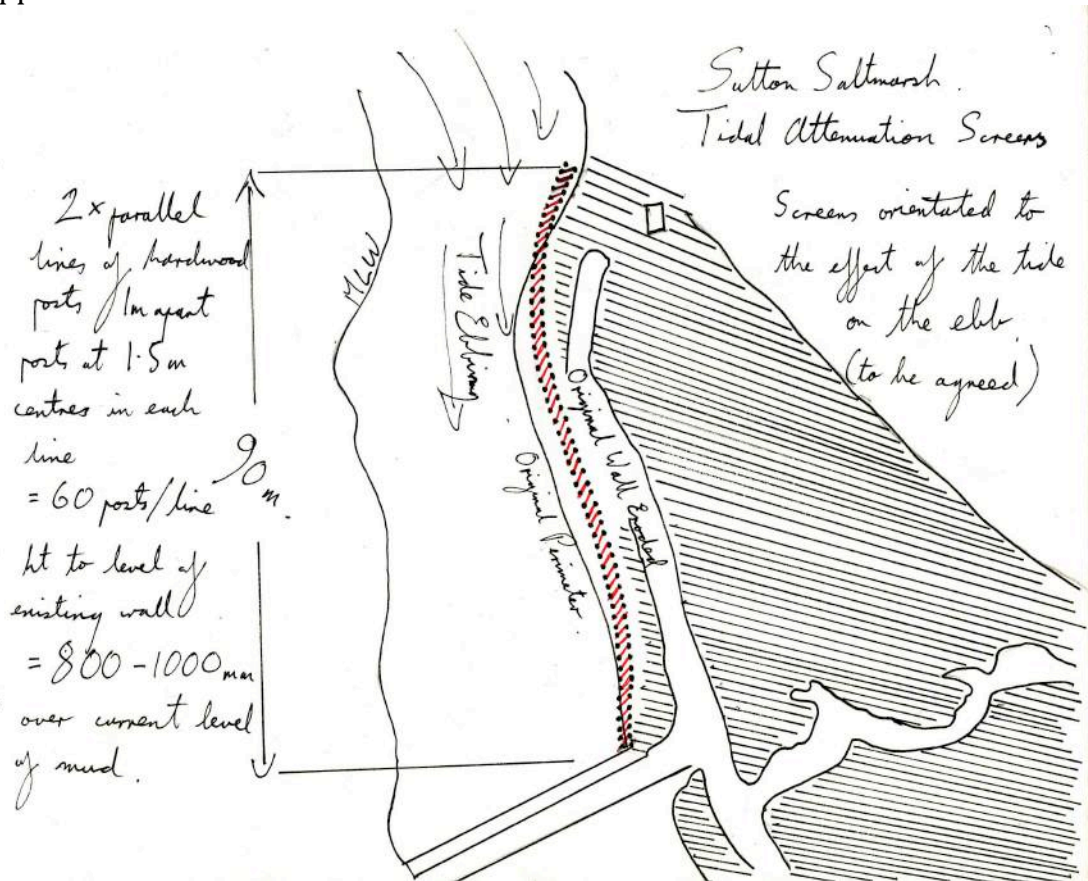 Sutton Saltmarsh.
Tidal Attenuation Screens
Screens orientated to
the effect of the tide
on the ebb
(to be agreed)
2 x parallel
lines of hardwood
posts 1m apart
posts at 1.5m
centres in each
line
= 60 posts/line
ht to level of
existing wall
= 800-1000mm
over current level
of mud.
90m.
MLW
Tide Ebbing
Original Wall Eroded
Original Perimeter.